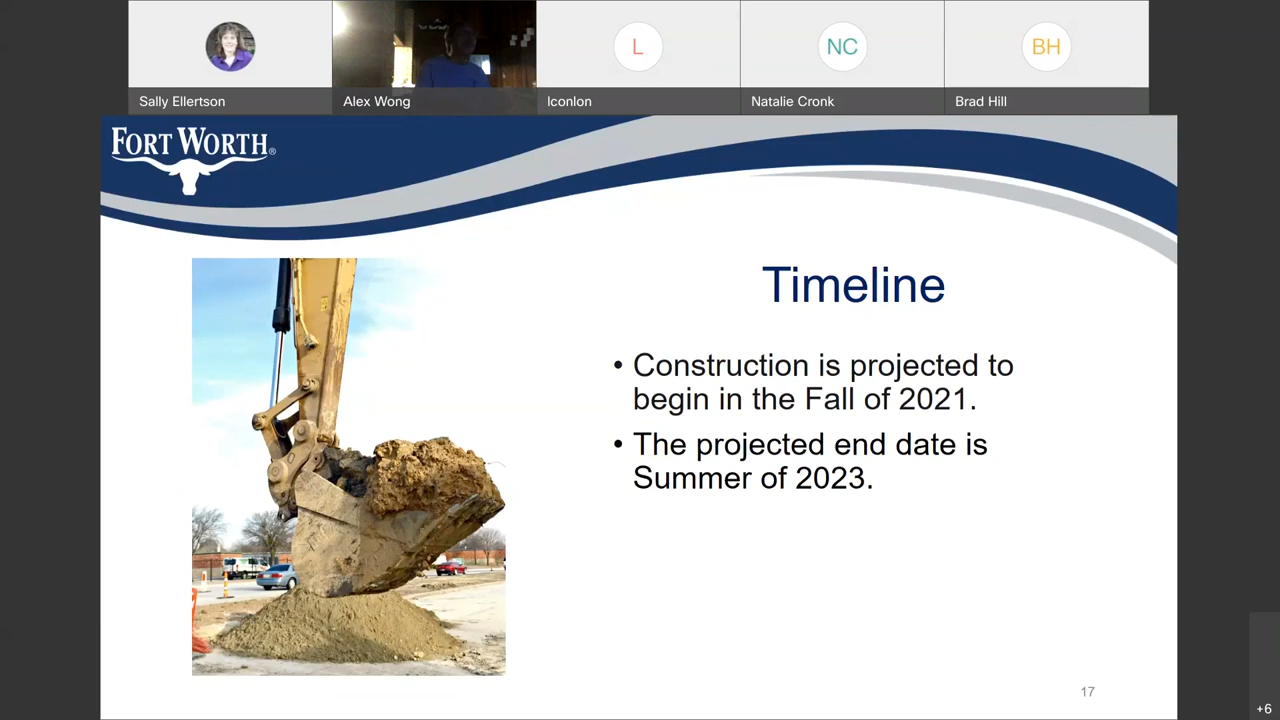 L
NC
BH
Sally Ellertson
Alex Wong
Iconlon
Natalie Cronk
Brad Hill
FORT WORTH®
Timeline
• Construction is projected to
begin in the Fall of 2021.
• The projected end date is
Summer of 2023.
17
+6